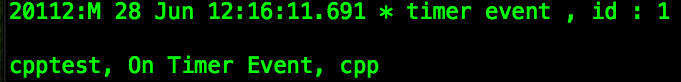 20112:M 28 Jun 12:16:11.691 * timer event , id : 1
cpptest, On Timer Event, cpp